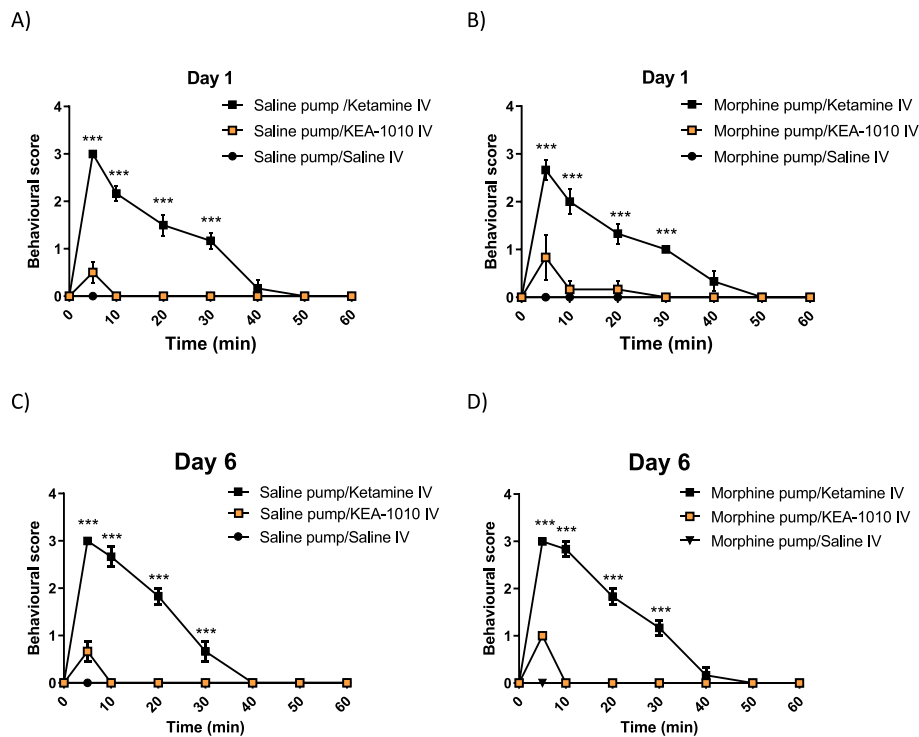 A)
Day 1
Saline pump /Ketamine IV
Saline pump/KEA-1010 IV
Saline pump/Saline IV
Behavioural score
4
3
2
1
0
***
***
***
***
0
10
20
30
40
50
60
Time (min)
B)
Day 1
Morphine pump/Ketamine IV
Morphine pump/KEA-1010 IV
Morphine pump/Saline IV
Behavioural score
4
3
2
1
0
***
***
***
***
0
10
20
30
40
50
60
Time (min)
C)
Day 6
Saline pump/Ketamine IV
Saline pump/KEA-1010 IV
Saline pump/Saline IV
Behavioural score
4
3
2
1
0
***
***
***
***
0
10
20
30
40
50
60
Time (min)
D)
Day 6
Morphine pump/Ketamine IV
Morphine pump/KEA-1010 IV
Morphine pump/Saline IV
Behavioural score
4
3
2
1
0
***
***
***
***
0
10
20
30
40
50
60
Time (min)